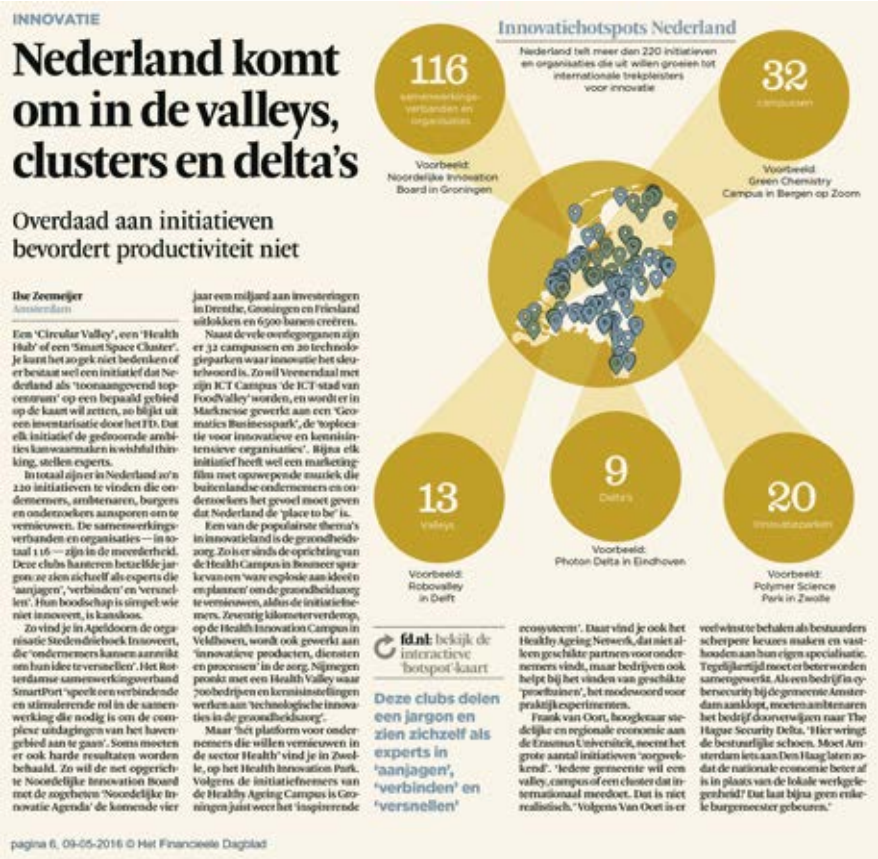 INNOVATIE
Nederland komt
om in de valleys,
clusters en delta's
Overdaad aan initiatieven
bevordert productiviteit niet
Ilse Zeemeijer
Amsterdam
Een 'Circular Valley', een 'Health
Hub' of een 'Smart Space Cluster'.
Je kunt het zo gek niet bedenken of
er bestaat wel een initiatief dat Ne-
derland als 'toonaangevend top-
centrum' op een bepaald gebied
op de kaart wil zetten, zo blijkt uit
een inventarisatie door het FD. Dat
elk initiatief de gedroomde ambi-
ties kan waarmaken is wishful thin-
king, stellen experts.
In totaal zijn er in Nederland zo'n
220 initiatieven te vinden die on-
dernemers, ambtenaren, burgers
en onderzoekers aansporen om te
vernieuwen. De samenwerkings-
verbanden en organisaties — in to-
taal 116 — zijn in de meerderheid.
Deze clubs hanteren hetzelfde jar-
gon: ze zien zichzelf als experts die
'aanjagen', 'verbinden' en 'versnel-
len'. Hun boodschap is simpel: wie
niet innoveert, is kansloos.
Zo vind je in Apeldoorn de orga-
nisatie Stedendriehoek Innoveert,
die 'ondernemers kansen aanreikt
om hun idee te versnellen'. Het Rot-
terdamse samenwerkingsverband
SmartPort 'speelt een verbindende
en stimulerende rol in de samen-
werking die nodig is om de com-
plexe uitdagingen van het haven-
gebied aan te gaan'. Soms moeten
er ook harde resultaten worden
behaald. Zo wil de net opgerich-
te Noordelijke Innovation Board
met de zogeheten 'Noordelijke In-
novatie Agenda' de komende vier
jaar een miljard aan investeringen
in Drenthe, Groningen en Friesland
uitlokken en 6500 banen creëren.
Naast de vele overlegorganen zijn
er 32 campussen en 20 technolo-
gieparken waar innovatie het sleu-
telwoord is. Zo wil Veenendaal met
zijn ICT Campus 'de ICT-stad van
FoodValley' worden, en wordt er in
Marknesse gewerkt aan een 'Geo-
matics Businesspark', de 'toploca-
tie voor innovatieve en kennisin-
tensieve organisaties'. Bijna elk
initiatief heeft wel een marketing-
film met opzwepende muziek die
buitenlandse ondernemers en on-
derzoekers het gevoel moet geven
dat Nederland de 'place to be' is.
Een van de populairste thema's
in innovatieland is de gezondheids-
zorg. Zo is er sinds de oprichting van
de Health Campus in Boxmeer spra-
ke van een 'ware explosie aan ideeën
en plannen' om de gezondheidszorg
te vernieuwen, aldus de initiatiefne-
mers. Zeventig kilometer verderop,
op de Health Innovation Campus in
Veldhoven, wordt ook gewerkt aan
'innovatieve producten, diensten
en processen' in de zorg. Nijmegen
pronkt met een Health Valley waar
700 bedrijven en kennisinstellingen
werken aan 'technologische innova-
ties in de gezondheidszorg'.
Maar 'hét platform voor onder-
nemers die willen vernieuwen in
de sector Health' vind je in Zwol-
le, op het Health Innovation Park.
Volgens de initiatiefnemers van
de Healthy Ageing Campus is Gro-
ningen juist weer het 'inspirerende
Innovatiehotspots Nederland
Nederland telt meer dan 220 initiatieven
en organisaties die uit willen groeien tot
internationale trekpleisters
voor innovatie
116
samenwerkings-
verbanden en
organisaties
Voorbeeld:
Noordelijke Innovation
Board in Groningen
32
campussen
Voorbeeld:
Green Chemistry
Campus in Bergen op Zoom
13
Valleys
Voorbeeld:
Robovalley
in Delft
9
Delta's
Voorbeeld:
Photon Delta in Eindhoven
20
Innovatieparken
Voorbeeld:
Polymer Science
Park in Zwolle
fd.nl: bekijk de
interactieve
'hotspot'-kaart
Deze clubs delen
een jargon en
zien zichzelf als
experts in
'aanjagen',
'verbinden' en
'versnellen'
ecosysteem'. Daar vind je ook het
Healthy Ageing Netwerk, dat niet al-
leen geschikte partners voor onder-
nemers vindt, maar bedrijven ook
helpt bij het vinden van geschikte
'proeftuinen', het modewoord voor
praktijkexperimenten.
Frank van Oort, hoogleraar ste-
delijke en regionale economie aan
de Erasmus Universiteit, noemt het
grote aantal initiatieven 'zorgwek-
kend'. 'Iedere gemeente wil een
valley, campus of een cluster dat in-
ternationaal meedoet. Dat is niet
realistisch.' Volgens Van Oort is er
veel winst te behalen als bestuurders
scherpere keuzes maken en vast-
houden aan hun eigen specialisatie.
Tegelijkertijd moet er beter worden
samengewerkt. Als een bedrijf in cy-
bersecurity bij de gemeente Amster-
dam aanklopt, moeten ambtenaren
het bedrijf doorverwijzen naar The
Hague Security Delta. 'Hier wringt
de bestuurlijke schoen. Moet Am-
sterdam iets aan Den Haag laten zo-
dat de nationale economie beter af
is in plaats van de lokale werkgele-
genheid? Dat laat bijna geen enke-
le burgemeester gebeuren.'
pagina 6, 09-05-2016 © Het Financieele Dagblad